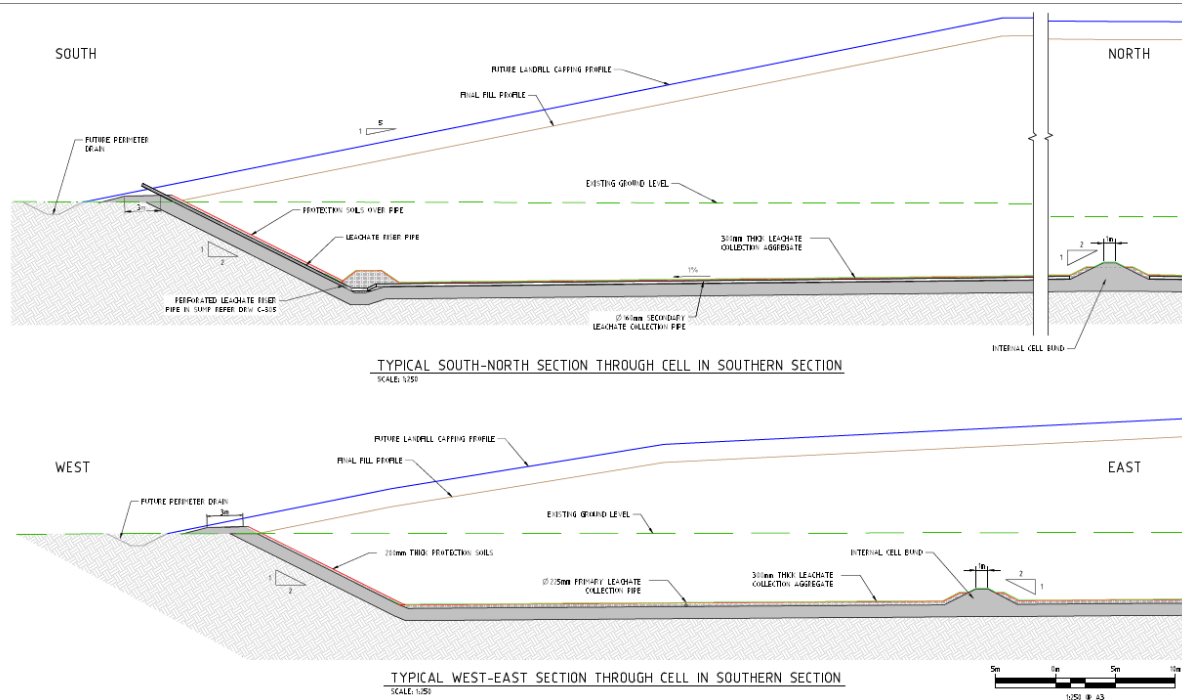 SOUTH
NORTH
FUTURE LANDFILL CAPPING PROFILE
FINAL FILL PROFILE
5
1
FUTURE PERIMETER
DRAIN
EXISTING GROUND LEVEL
3m
PROTECTION SOILS OVER PIPE
LEACHATE RISER PIPE
1
2
300mm THICK LEACHATE
COLLECTION AGGREGATE
2
1m
1
1%
PERFORATED LEACHATE RISER
PIPE IN SUMP REFER DRW C-305
Ø160mm SECONDARY
LEACHATE COLLECTION PIPE
INTERNAL CELL BUND
TYPICAL SOUTH-NORTH SECTION THROUGH CELL IN SOUTHERN SECTION
SCALE: 1:250
WEST
EAST
FUTURE LANDFILL CAPPING PROFILE
FINAL FILL PROFILE
FUTURE PERIMETER DRAIN
3m
EXISTING GROUND LEVEL
200mm THICK PROTECTION SOILS
INTERNAL CELL BUND
1
2
Ø225mm PRIMARY LEACHATE
COLLECTION PIPE
300mm THICK LEACHATE
COLLECTION AGGREGATE
1m
2
1
TYPICAL WEST-EAST SECTION THROUGH CELL IN SOUTHERN SECTION
SCALE: 1:250
5m 0m 5m 10m
1:250 @ A3